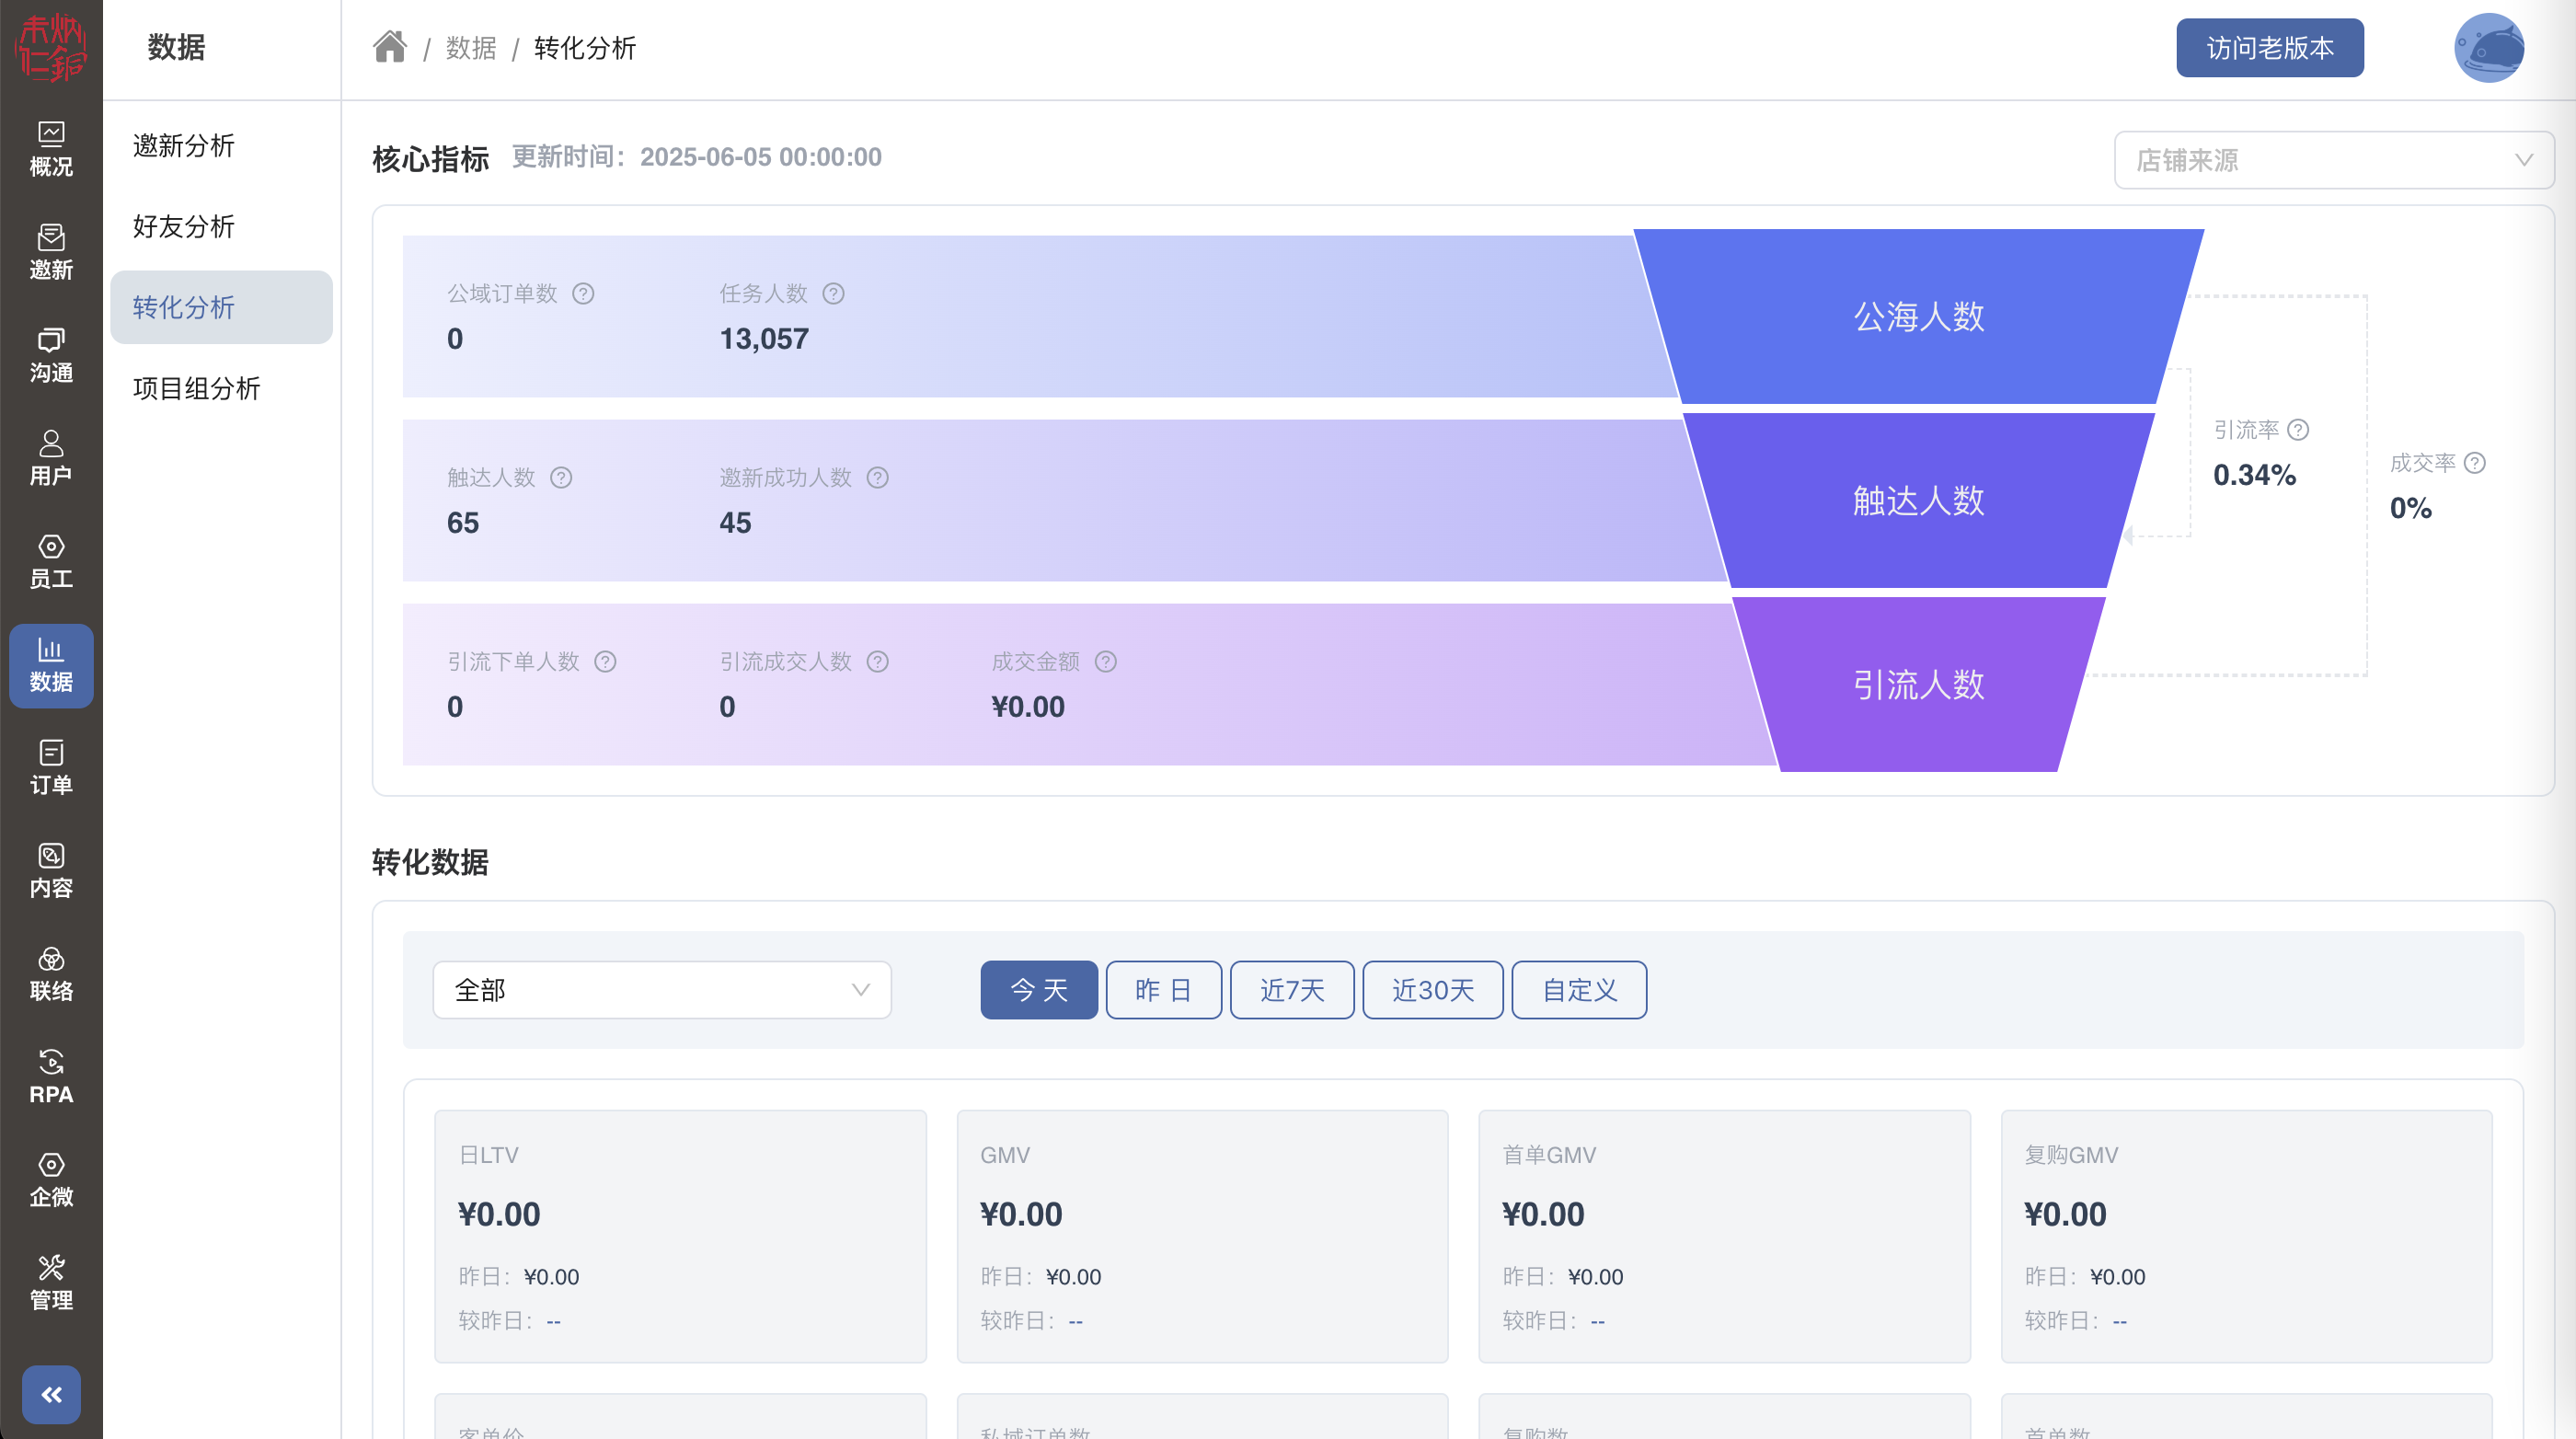 未炳
仁銅
数据
/ 数据 / 转化分析
访问老版本
概况
邀新
沟通
用户
员工
数据
订单
内容
联络
RPA
企微
管理
邀新分析
好友分析
转化分析
项目组分析
核心指标 更新时间：2025-06-05 00:00:00
店铺来源
公域订单数 任务人数
0 13,057
公海人数
触达人数 邀新成功人数
65 45
触达人数
引流率
0.34%
成交率
0%
引流下单人数 引流成交人数 成交金额
0 0 ¥0.00
引流人数
转化数据
全部 今 天 昨 日 近7天 近30天 自定义
日LTV
¥0.00
昨日：¥0.00
较昨日：--
GMV
¥0.00
昨日：¥0.00
较昨日：--
首单GMV
¥0.00
昨日：¥0.00
较昨日：--
复购GMV
¥0.00
昨日：¥0.00
较昨日：--
客单价
私域订单数
复购数
首单数